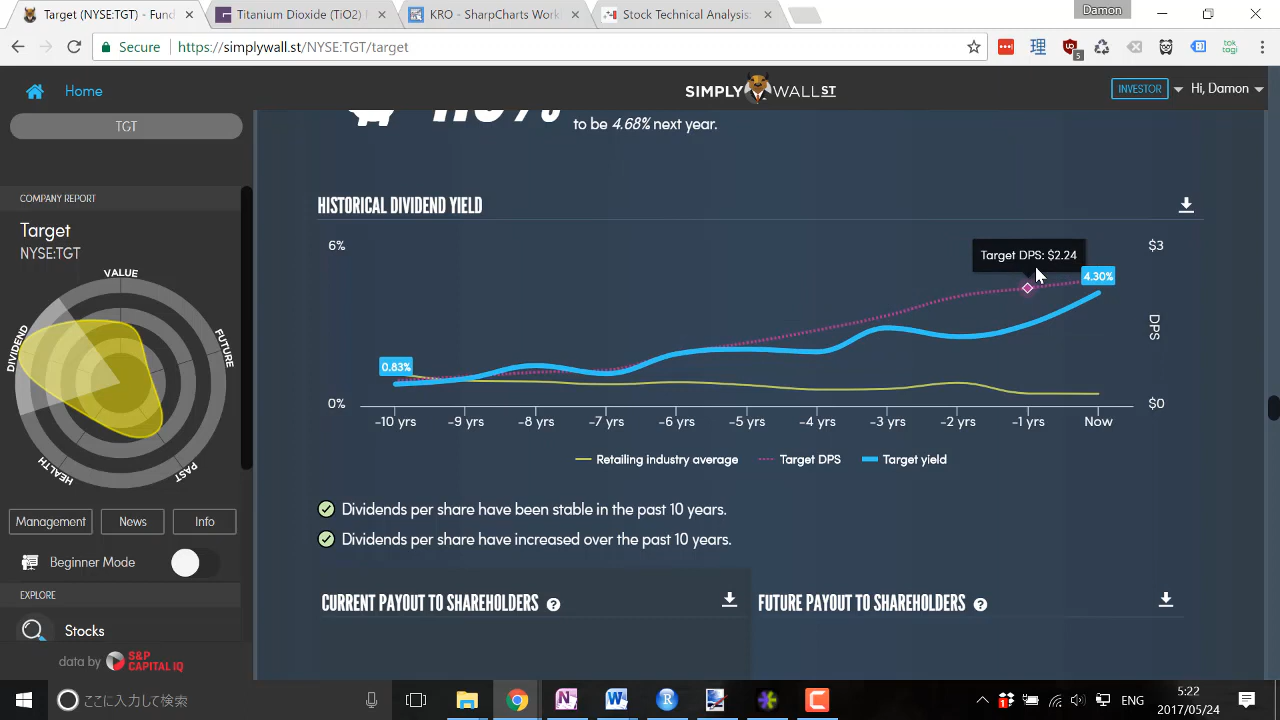 Target (NYSE:TGT) - Fund
Titanium Dioxide (TiO2)
KRO - SharpCharts Work
Stock Technical Analysis:
Damon
Secure
https://simplywall.st/NYSE:TGT/target
5
tok
tagi
Home
SIMPLY WALL ST
INVESTOR
Hi, Damon
TGT
to be 4.68% next year.
COMPANY REPORT
Target
NYSE:TGT
VALUE
FUTURE
PAST
HEALTH
DIVIDEND
Management
News
Info
Beginner Mode
EXPLORE
Stocks
data by S&P CAPITAL IQ
HISTORICAL DIVIDEND YIELD
6%
$3
Target DPS: $2.24
4.30%
0.83%
DPS
0%
$0
-10 yrs
-9 yrs
-8 yrs
-7 yrs
-6 yrs
-5 yrs
-4 yrs
-3 yrs
-2 yrs
-1 yrs
Now
Retailing industry average
Target DPS
Target yield
Dividends per share have been stable in the past 10 years.
Dividends per share have increased over the past 10 years.
CURRENT PAYOUT TO SHAREHOLDERS ?
FUTURE PAYOUT TO SHAREHOLDERS ?
ここに入力して検索
ENG
5:22
2017/05/24